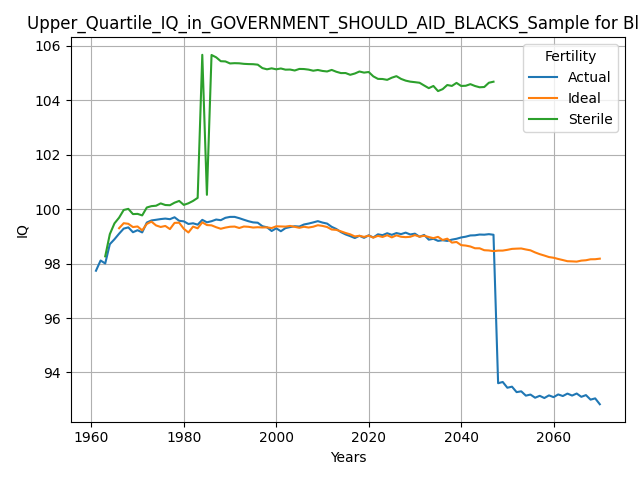 Upper_Quartile_IQ_in_GOVERNMENT_SHOULD_AID_BLACKS_Sample for Bl
106
104
102
100
98
96
94
IQ
Fertility
Actual
Ideal
Sterile
1960 1980 2000 2020 2040 2060
Years